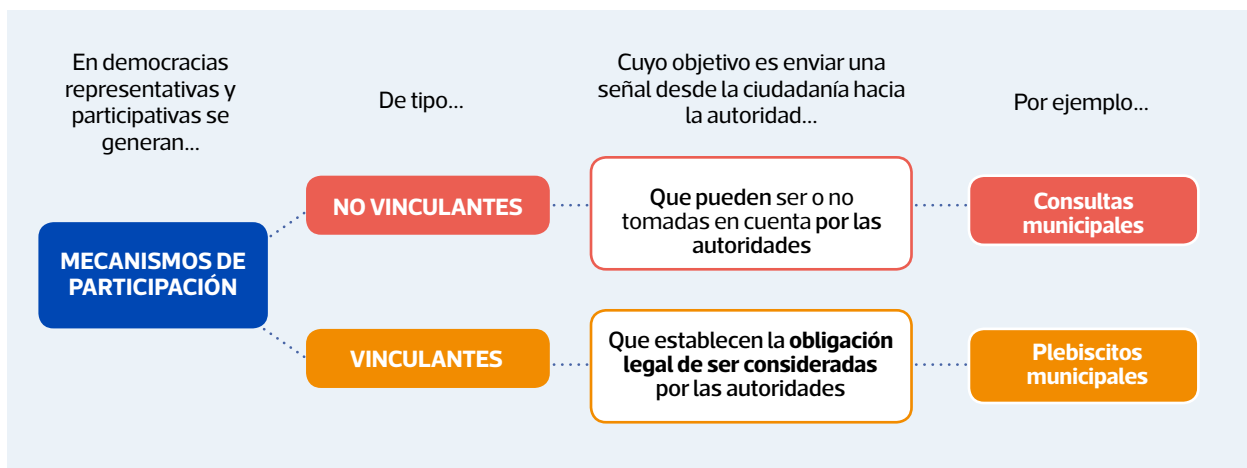 En democracias
representativas y
participativas se
generan...
De tipo...
Cuyo objetivo es enviar una
señal desde la ciudadanía hacia
la autoridad...
Por ejemplo...
MECANISMOS DE
PARTICIPACIÓN
NO VINCULANTES
Que pueden ser o no
tomadas en cuenta por las
autoridades
Consultas
municipales
VINCULANTES
Que establecen la obligación
legal de ser consideradas
por las autoridades
Plebiscitos
municipales